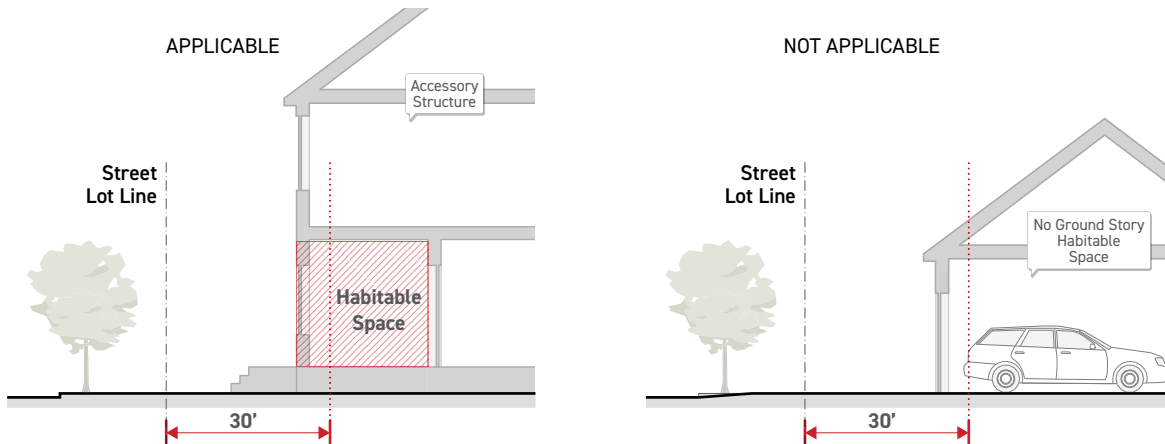 APPLICABLE
Accessory
Structure
Street
Lot Line
Habitable
Space
30’
NOT APPLICABLE
Street
Lot Line
No Ground Story
Habitable
Space
30’